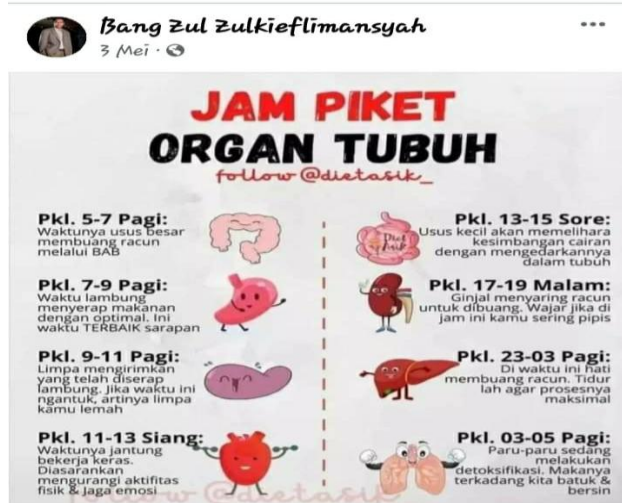 Bang Zul Zulkieflimansyah
3 Mei
JAM PIKET
ORGAN TUBUH
follow @dietasik_
Pkl. 5-7 Pagi:
Waktunya usus besar
membuang racun
melalui BAB
Pkl. 7-9 Pagi:
Waktu lambung
menyerap makanan
dengan optimal. Ini
waktu TERBAIK sarapan
Pkl. 9-11 Pagi:
Limpa mengirimkan
yang telah diserap
lambung. Jika waktu ini
ngantuk, artinya limpa
kamu lemah
Pkl. 11-13 Siang:
Waktunya jantung
bekerja keras.
Diasarankan
mengurangi aktifitas
fisik & Jaga emosi
Pkl. 13-15 Sore:
Usus kecil akan memelihara
kesimbangan cairan
dengan mengedarkannya
dalam tubuh
Pkl. 17-19 Malam:
Ginjal menyaring racun
untuk dibuang. Wajar jika di
jam ini kamu sering pipis
Pkl. 23-03 Pagi:
Di waktu ini hati
membuang racun. Tidur
lah agar prosesnya
maksimal
Pkl. 03-05 Pagi:
Paru-paru sedang
melakukan
detoksifikasi. Makanya
terkadang kita batuk &
bersin
follow @dietasik